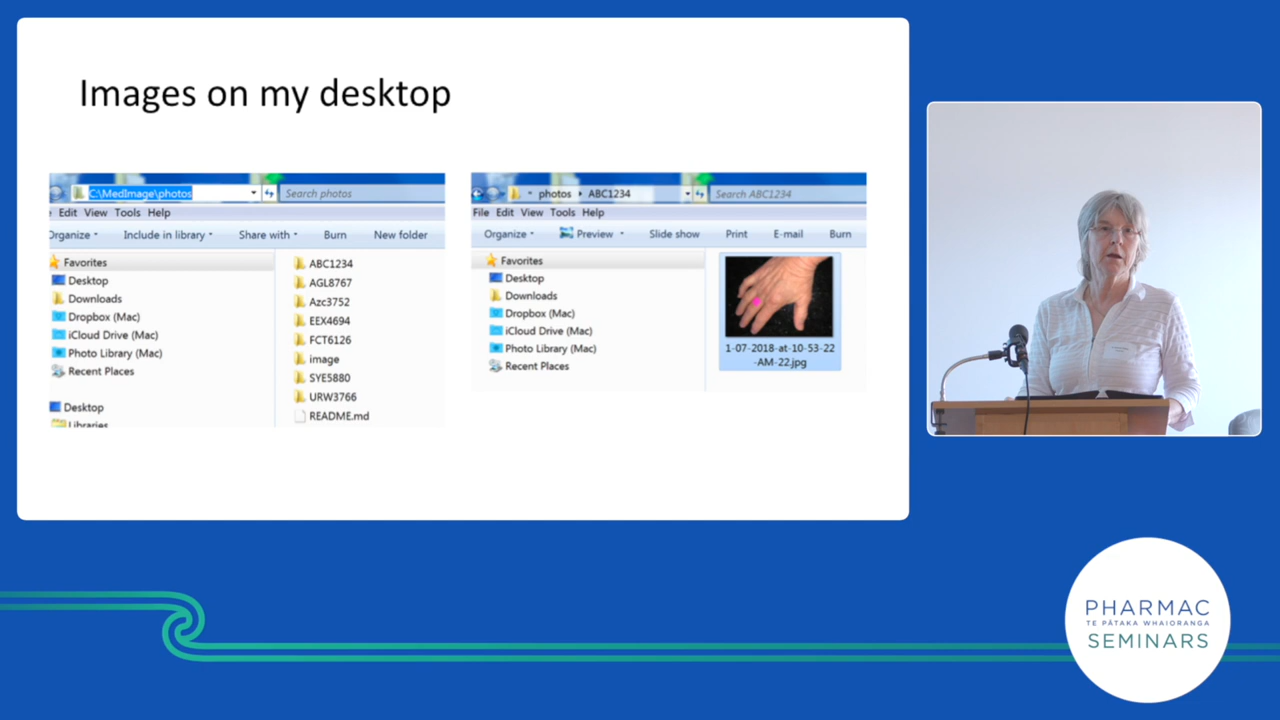 Images on my desktop
C:\MedImage\photos
Search photos
Edit View Tools Help
Organize
Include in library
Share with
Burn
New folder
Favorites
Desktop
Downloads
Dropbox (Mac)
iCloud Drive (Mac)
Photo Library (Mac)
Recent Places
Desktop
Libraries
ABC1234
AGL8767
Azc3752
EEX4694
FCT6126
image
SYE5880
URW3766
README.md
photos ABC1234
Search ABC1234
File Edit View Tools Help
Organize
Preview
Slide show
Print
E-mail
Burn
Favorites
Desktop
Downloads
Dropbox (Mac)
iCloud Drive (Mac)
Photo Library (Mac)
Recent Places
1-07-2018-at-10-53-22
-AM-22.jpg
PHARMAC
TE PĀTAKA WHAIORANGA
SEMINARS